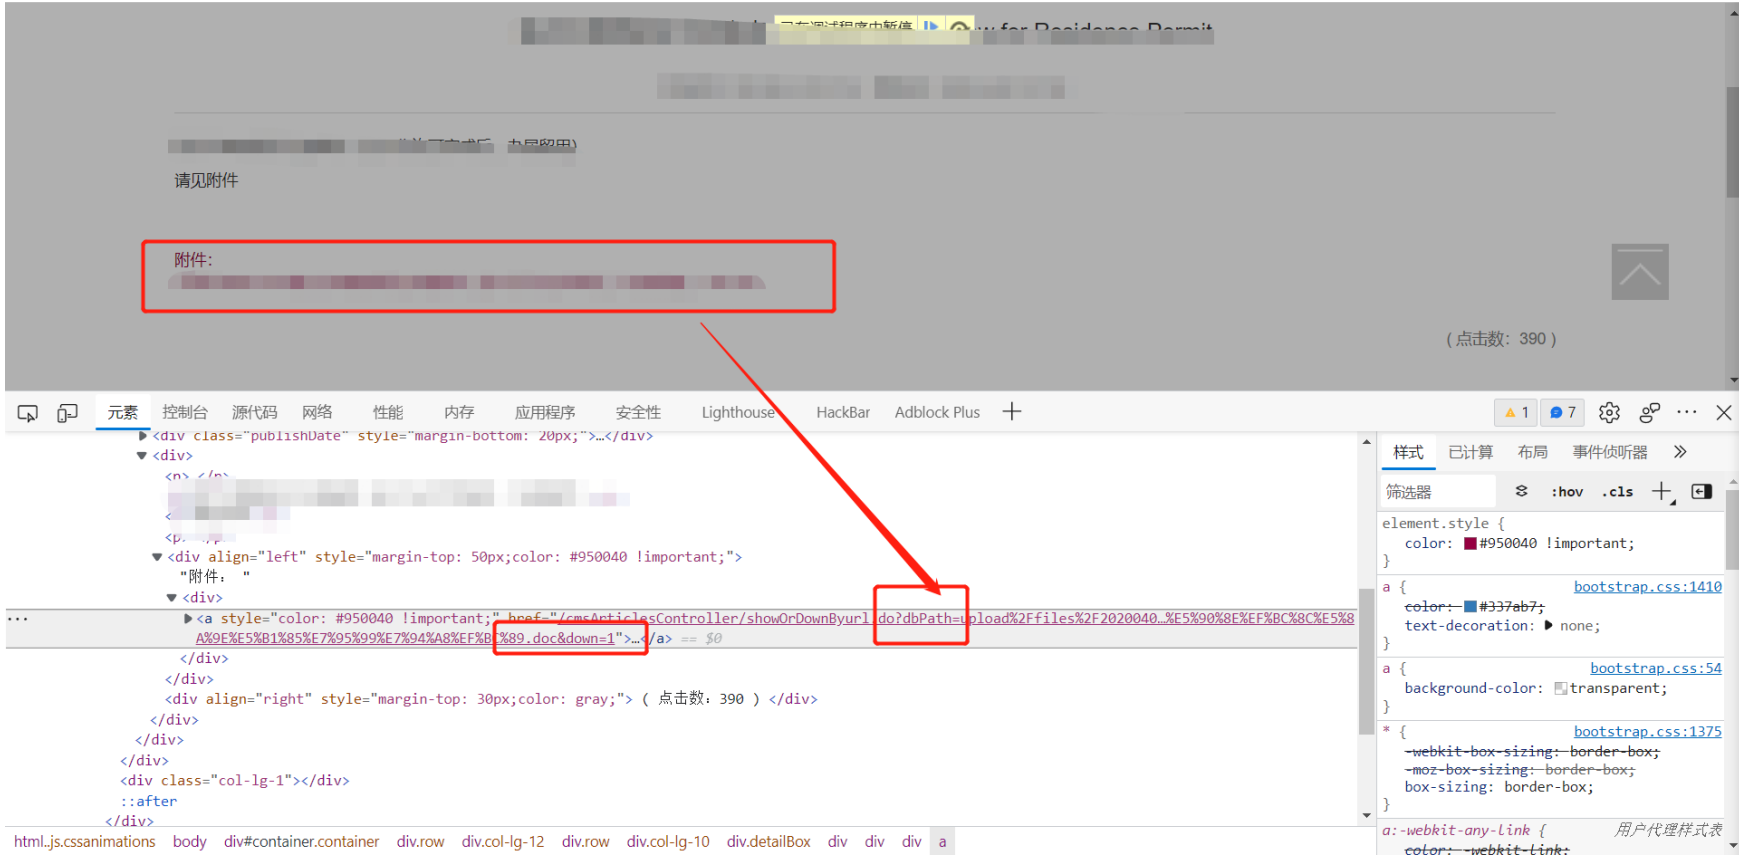 已在调试程序中暂停
w for Residence Permit
请见附件
附件:
( 点击数: 390 )
元素 控制台 源代码 网络 性能 内存 应用程序 安全性 Lighthouse HackBar Adblock Plus 1 7
<div class="publishDate" style="margin-bottom: 20px;">…</div>
<div>
<p> </p>
<
<p> </p>
<div align="left" style="margin-top: 50px;color: #950040 !important;">
"附件: "
<div>
<a style="color: #950040 !important;" href="/cmsArticlesController/showOrDownByurl.do?dbPath=upload%2Ffiles%2F2020040…%E5%90%8E%EF%BC%8C%E5%8
A%9E%E5%B1%85%E7%95%99%E7%94%A8%EF%BC%89.doc&down=1">…</a> == $0
</div>
</div>
<div align="right" style="margin-top: 30px;color: gray;"> ( 点击数: 390 ) </div>
</div>
</div>
</div>
<div class="col-lg-1"></div>
::after
</div>
html.js.cssanimations body div#container.container div.row div.col-lg-12 div.row div.col-lg-10 div.detailBox div div div a
样式 已计算 布局 事件侦听器
筛选器 :hov .cls
element.style {
color: #950040 !important;
}
a { bootstrap.css:1410
color: #337ab7;
text-decoration: none;
}
a { bootstrap.css:54
background-color: transparent;
}
* { bootstrap.css:1375
-webkit-box-sizing: border-box;
-moz-box-sizing: border-box;
box-sizing: border-box;
}
a:-webkit-any-link { 用户代理样式表
color: -webkit-link;